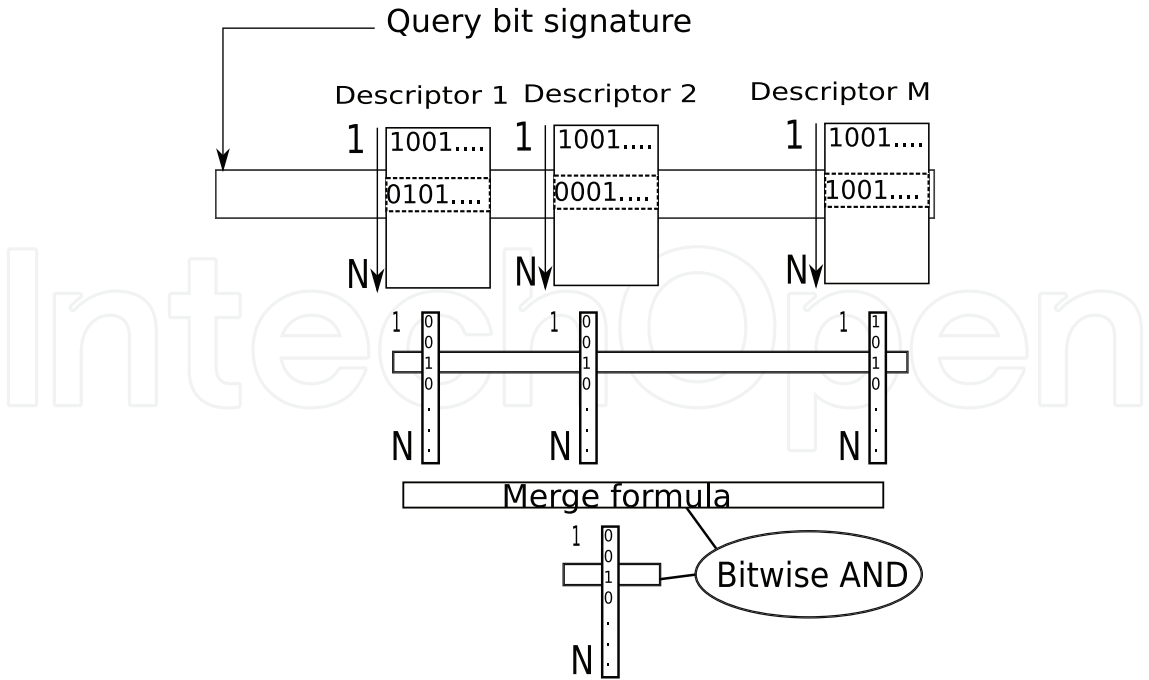 Query bit signature
Descriptor 1 Descriptor 2 Descriptor M
1 1001.... 1 1001.... 1 1001....
0101.... 0001.... 1001....
N N N
1 0 1 0 1 1
0 0 0
1 1 1
0 0 0
. . .
. . .
N . N . N .
Merge formula
1 0
0
1
0
.
.
N .
Bitwise AND
IntechOpen